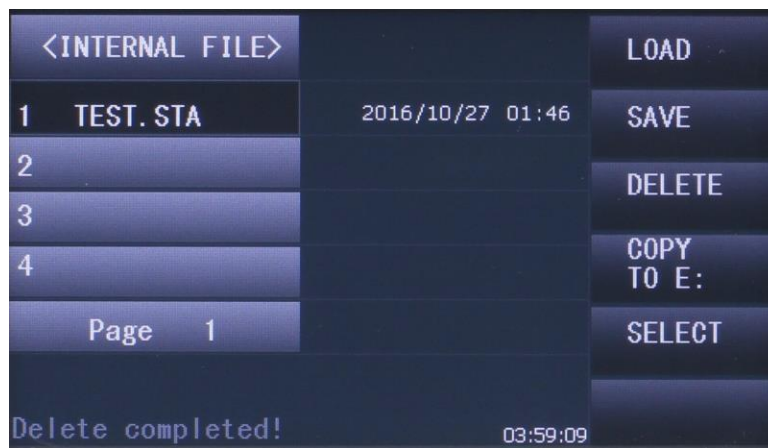 <INTERNAL FILE>
LOAD
1 TEST.STA 2016/10/27 01:46
SAVE
2
DELETE
3
COPY
TO E:
4
Page 1
SELECT
Delete completed!
03:59:09